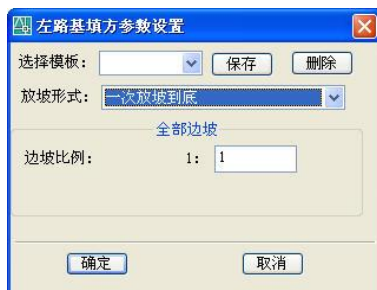 左路基填方参数设置
选择模板： 保存 删除
放坡形式： 一次放坡到底
全部边坡
边坡比例： 1： 1
确定 取消